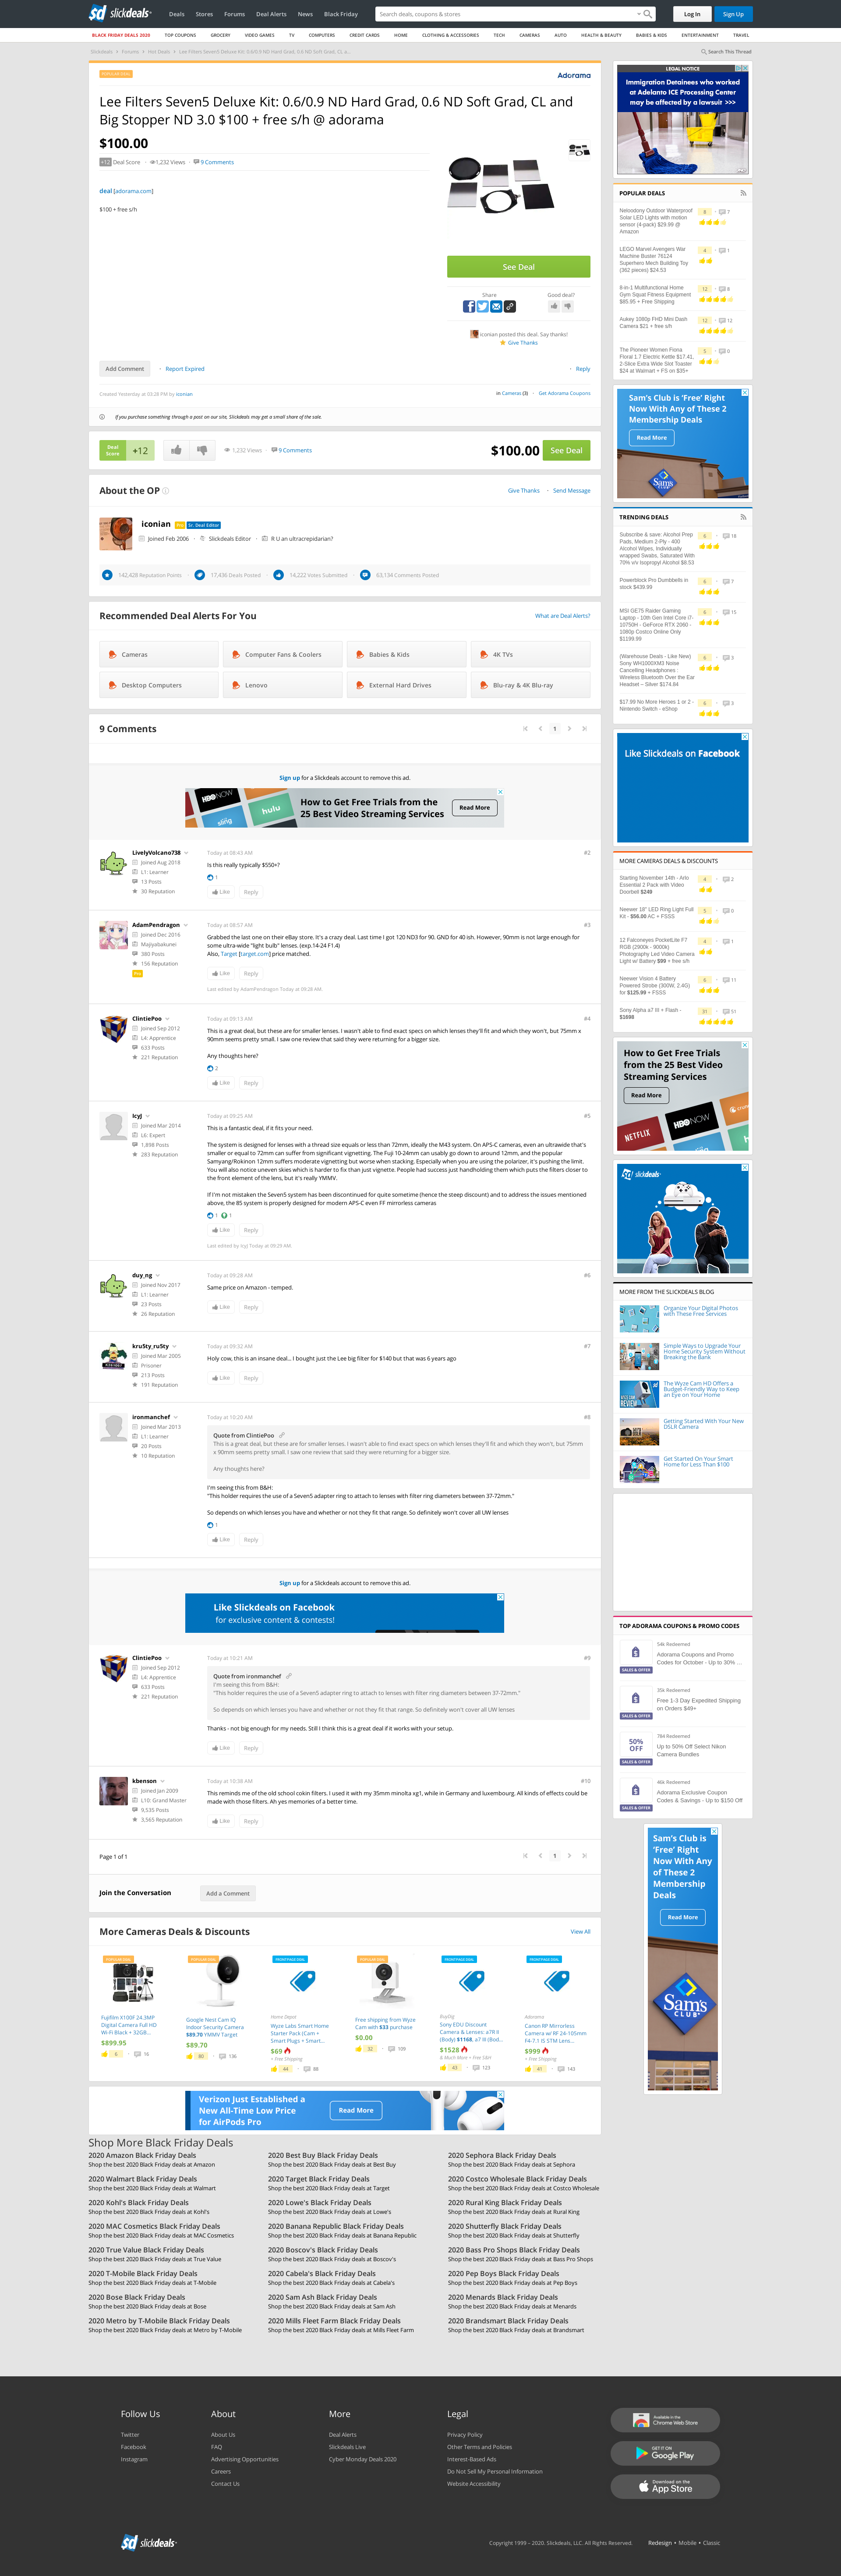 slickdeals
Deals
Stores
Forums
Deal Alerts
News
Black Friday
Search deals, coupons & stores
Log In
Sign Up
BLACK FRIDAY DEALS 2020
TOP COUPONS
GROCERY
VIDEO GAMES
TV
COMPUTERS
CREDIT CARDS
HOME
CLOTHING & ACCESSORIES
TECH
CAMERAS
AUTO
HEALTH & BEAUTY
BABIES & KIDS
ENTERTAINMENT
TRAVEL
Slickdeals > Forums > Hot Deals > Lee Filters Seven5 Deluxe Kit: 0.6/0.9 ND Hard Grad, 0.6 ND Soft Grad, CL a...
Search This Thread
POPULAR DEAL
Adorama
Lee Filters Seven5 Deluxe Kit: 0.6/0.9 ND Hard Grad, 0.6 ND Soft Grad, CL and
Big Stopper ND 3.0 $100 + free s/h @ adorama
$100.00
+12 Deal Score
1,232 Views
9 Comments
deal [adorama.com]
$100 + free s/h
See Deal
Share
Good deal?
iconian posted this deal. Say thanks!
Give Thanks
Add Comment
Report Expired
Reply
Created Yesterday at 03:28 PM by iconian
in Cameras (3)
Get Adorama Coupons
If you purchase something through a post on our site, Slickdeals may get a small share of the sale.
Deal
Score
+12
1,232 Views
9 Comments
$100.00
See Deal
About the OP
Give Thanks
Send Message
iconian
Pro
Sr. Deal Editor
Joined Feb 2006
Slickdeals Editor
R U an ultracrepidarian?
142,428 Reputation Points
17,436 Deals Posted
14,222 Votes Submitted
63,134 Comments Posted
Recommended Deal Alerts For You
What are Deal Alerts?
Cameras
Computer Fans & Coolers
Babies & Kids
4K TVs
Desktop Computers
Lenovo
External Hard Drives
Blu-ray & 4K Blu-ray
9 Comments
1
Sign up for a Slickdeals account to remove this ad.
How to Get Free Trials from the
25 Best Video Streaming Services
Read More
LivelyVolcano738
Joined Aug 2018
L1: Learner
13 Posts
30 Reputation
Today at 08:43 AM
#2
Is this really typically $550+?
1
Like
Reply
AdamPendragon
Joined Dec 2016
Majiyabakunei
380 Posts
156 Reputation
Pro
Today at 08:57 AM
#3
Grabbed the last one on their eBay store. It's a crazy deal. Last time I got 120 ND3 for 90. GND for 40 ish. However, 90mm is not large enough for
some ultra-wide "light bulb" lenses. (exp.14-24 F1.4)
Also, Target [target.com] price matched.
Like
Reply
Last edited by AdamPendragon Today at 09:28 AM.
ClintiePoo
Joined Sep 2012
L4: Apprentice
633 Posts
221 Reputation
Today at 09:13 AM
#4
This is a great deal, but these are for smaller lenses. I wasn't able to find exact specs on which lenses they'll fit and which they won't, but 75mm x
90mm seems pretty small. I saw one review that said they were returning for a bigger size.
Any thoughts here?
2
Like
Reply
IcyJ
Joined Mar 2014
L6: Expert
1,898 Posts
283 Reputation
Today at 09:25 AM
#5
This is a fantastic deal, if it fits your need.
The system is designed for lenses with a thread size equals or less than 72mm, ideally the M43 system. On APS-C cameras, even an ultrawide that's
smaller or equal to 72mm can suffer from significant vignetting. The Fuji 10-24mm can usably go down to around 12mm, and the popular
Samyang/Rokinon 12mm suffers moderate vignetting but worse when stacking. Especially when you are using the polarizer, it's pushing the limit.
You will also notice uneven skies which is harder to fix than just vignette. People had success just handholding them which puts the filters closer to
the front element of the lens, but it's really YMMV.
If I'm not mistaken the Seven5 system has been discontinued for quite sometime (hence the steep discount) and to address the issues mentioned
above, the 85 system is properly designed for modern APS-C even FF mirrorless cameras
1
1
Like
Reply
Last edited by IcyJ Today at 09:29 AM.
duy_ng
Joined Nov 2017
L1: Learner
23 Posts
26 Reputation
Today at 09:28 AM
#6
Same price on Amazon - temped.
Like
Reply
kru5ty_ru5ty
Joined Mar 2005
Prisoner
213 Posts
191 Reputation
Today at 09:32 AM
#7
Holy cow, this is an insane deal... I bought just the Lee big filter for $140 but that was 6 years ago
Like
Reply
ironmanchef
Joined Mar 2013
L1: Learner
20 Posts
10 Reputation
Today at 10:20 AM
#8
Quote from ClintiePoo
This is a great deal, but these are for smaller lenses. I wasn't able to find exact specs on which lenses they'll fit and which they won't, but 75mm
x 90mm seems pretty small. I saw one review that said they were returning for a bigger size.
Any thoughts here?
I'm seeing this from B&H:
"This holder requires the use of a Seven5 adapter ring to attach to lenses with filter ring diameters between 37-72mm."
So depends on which lenses you have and whether or not they fit that range. So definitely won't cover all UW lenses
1
Like
Reply
Sign up for a Slickdeals account to remove this ad.
Like Slickdeals on Facebook
for exclusive content & contests!
ClintiePoo
Joined Sep 2012
L4: Apprentice
633 Posts
221 Reputation
Today at 10:21 AM
#9
Quote from ironmanchef
I'm seeing this from B&H:
"This holder requires the use of a Seven5 adapter ring to attach to lenses with filter ring diameters between 37-72mm."
So depends on which lenses you have and whether or not they fit that range. So definitely won't cover all UW lenses
Thanks - not big enough for my needs. Still I think this is a great deal if it works with your setup.
Like
Reply
kbenson
Joined Jan 2009
L10: Grand Master
9,535 Posts
3,565 Reputation
Today at 10:38 AM
#10
This reminds me of the old school cokin filters. I used it with my 35mm minolta xg1, while in Germany and luxembourg. All kinds of effects could be
made with those filters. Ah yes memories of a better time.
Like
Reply
Page 1 of 1
1
Join the Conversation
Add a Comment
More Cameras Deals & Discounts
View All
POPULAR DEAL
Fujifilm X100F 24.3MP
Digital Camera Full HD
Wi-Fi Black + 32GB...
$899.95
6
16
POPULAR DEAL
Google Nest Cam IQ
Indoor Security Camera
$89.70 YMMV Target
$89.70
80
136
FRONTPAGE DEAL
Home Depot
Wyze Labs Smart Home
Starter Pack (Cam +
Smart Plugs + Smart...
$69
+ Free Shipping
44
88
POPULAR DEAL
Free shipping from Wyze
Cam with $33 purchase
$0.00
32
109
FRONTPAGE DEAL
BuyDig
Sony EDU Discount
Camera & Lenses: a7R II
(Body) $1168, a7 III (Bod...
$1528
& Much More + Free S&H
43
123
FRONTPAGE DEAL
Adorama
Canon RP Mirrorless
Camera w/ RF 24-105mm
F4-7.1 IS STM Lens...
$999
+ Free Shipping
41
143
Verizon Just Established a
New All-Time Low Price
for AirPods Pro
Read More
Shop More Black Friday Deals
2020 Amazon Black Friday Deals
Shop the best 2020 Black Friday deals at Amazon
2020 Best Buy Black Friday Deals
Shop the best 2020 Black Friday deals at Best Buy
2020 Sephora Black Friday Deals
Shop the best 2020 Black Friday deals at Sephora
2020 Walmart Black Friday Deals
Shop the best 2020 Black Friday deals at Walmart
2020 Target Black Friday Deals
Shop the best 2020 Black Friday deals at Target
2020 Costco Wholesale Black Friday Deals
Shop the best 2020 Black Friday deals at Costco Wholesale
2020 Kohl's Black Friday Deals
Shop the best 2020 Black Friday deals at Kohl's
2020 Lowe's Black Friday Deals
Shop the best 2020 Black Friday deals at Lowe's
2020 Rural King Black Friday Deals
Shop the best 2020 Black Friday deals at Rural King
2020 MAC Cosmetics Black Friday Deals
Shop the best 2020 Black Friday deals at MAC Cosmetics
2020 Banana Republic Black Friday Deals
Shop the best 2020 Black Friday deals at Banana Republic
2020 Shutterfly Black Friday Deals
Shop the best 2020 Black Friday deals at Shutterfly
2020 True Value Black Friday Deals
Shop the best 2020 Black Friday deals at True Value
2020 Boscov's Black Friday Deals
Shop the best 2020 Black Friday deals at Boscov's
2020 Bass Pro Shops Black Friday Deals
Shop the best 2020 Black Friday deals at Bass Pro Shops
2020 T-Mobile Black Friday Deals
Shop the best 2020 Black Friday deals at T-Mobile
2020 Cabela's Black Friday Deals
Shop the best 2020 Black Friday deals at Cabela's
2020 Pep Boys Black Friday Deals
Shop the best 2020 Black Friday deals at Pep Boys
2020 Bose Black Friday Deals
Shop the best 2020 Black Friday deals at Bose
2020 Sam Ash Black Friday Deals
Shop the best 2020 Black Friday deals at Sam Ash
2020 Menards Black Friday Deals
Shop the best 2020 Black Friday deals at Menards
2020 Metro by T-Mobile Black Friday Deals
Shop the best 2020 Black Friday deals at Metro by T-Mobile
2020 Mills Fleet Farm Black Friday Deals
Shop the best 2020 Black Friday deals at Mills Fleet Farm
2020 Brandsmart Black Friday Deals
Shop the best 2020 Black Friday deals at Brandsmart
LEGAL NOTICE
Immigration Detainees who worked
at Adelanto ICE Processing Center
may be affected by a lawsuit >>>
POPULAR DEALS
Neloodony Outdoor Waterproof
Solar LED Lights with motion
sensor (4-pack) $29.99 @
Amazon
8
7
LEGO Marvel Avengers War
Machine Buster 76124
Superhero Mech Building Toy
(362 pieces) $24.53
4
1
8-in-1 Multifunctional Home
Gym Squat Fitness Equipment
$85.95 + Free Shipping
12
8
Aukey 1080p FHD Mini Dash
Camera $21 + free s/h
12
12
The Pioneer Women Fiona
Floral 1.7 Electric Kettle $17.41,
2-Slice Extra Wide Slot Toaster
$24 at Walmart + FS on $35+
5
0
Sam's Club is 'Free' Right
Now With Any of These 2
Membership Deals
Read More
Sam's
TRENDING DEALS
Subscribe & save: Alcohol Prep
Pads, Medium 2-Ply - 400
Alcohol Wipes, Individually
wrapped Swabs, Saturated With
70% v/v Isopropyl Alcohol $8.53
6
18
Powerblock Pro Dumbbells in
stock $439.99
6
7
MSI GE75 Raider Gaming
Laptop - 10th Gen Intel Core i7-
10750H - GeForce RTX 2060 -
1080p Costco Online Only
$1199.99
6
15
(Warehouse Deals - Like New)
Sony WH1000XM3 Noise
Cancelling Headphones :
Wireless Bluetooth Over the Ear
Headset – Silver $174.84
6
3
$17.99 No More Heroes 1 or 2 -
Nintendo Switch - eShop
6
3
Like Slickdeals on Facebook
MORE CAMERAS DEALS & DISCOUNTS
Starting November 14th - Arlo
Essential 2 Pack with Video
Doorbell $249
4
2
Neewer 18" LED Ring Light Full
Kit - $56.00 AC + FSSS
5
0
12 Falconeyes PocketLite F7
RGB (2900k - 9000k)
Photography Led Video Camera
Light w/ Battery $99 + free s/h
4
1
Neewer Vision 4 Battery
Powered Strobe (300W, 2.4G)
for $125.99 + FSSS
6
11
Sony Alpha a7 III + Flash -
$1698
31
51
How to Get Free Trials
from the 25 Best Video
Streaming Services
Read More
NETFLIX
HBO NOW
crunchyroll
slickdeals
MORE FROM THE SLICKDEALS BLOG
Organize Your Digital Photos
with These Free Services
Simple Ways to Upgrade Your
Home Security System Without
Breaking the Bank
The Wyze Cam HD Offers a
Budget-Friendly Way to Keep
an Eye on Your Home
Getting Started With Your New
DSLR Camera
Get Started On Your Smart
Home for Less Than $100
TOP ADORAMA COUPONS & PROMO CODES
SALES & OFFER
54k Redeemed
Adorama Coupons and Promo
Codes for October - Up to 30% ...
SALES & OFFER
35k Redeemed
Free 1-3 Day Expedited Shipping
on Orders $49+
50%
OFF
SALES & OFFER
784 Redeemed
Up to 50% Off Select Nikon
Camera Bundles
SALES & OFFER
46k Redeemed
Adorama Exclusive Coupon
Codes & Savings - Up to $150 Off
Sam's Club is
'Free' Right
Now With Any
of These 2
Membership
Deals
Read More
Sam's
CLUB
Follow Us
Twitter
Facebook
Instagram
About
About Us
FAQ
Advertising Opportunities
Careers
Contact Us
More
Deal Alerts
Slickdeals Live
Cyber Monday Deals 2020
Legal
Privacy Policy
Other Terms and Policies
Interest-Based Ads
Do Not Sell My Personal Information
Website Accessibility
Available in the
Chrome Web Store
GET IT ON
Google Play
Download on the
App Store
slickdeals
Copyright 1999 – 2020. Slickdeals, LLC. All Rights Reserved.
Redesign • Mobile • Classic